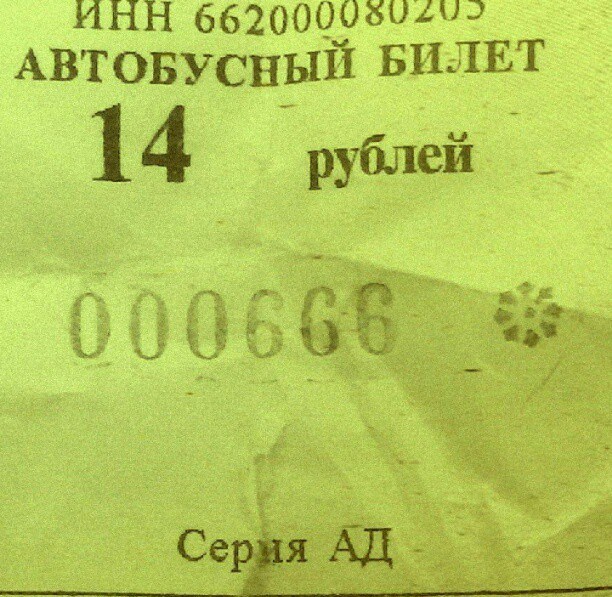 ИНН 662000080205
АВТОБУСНЫЙ БИЛЕТ
14 рублей
000666
Серия АД